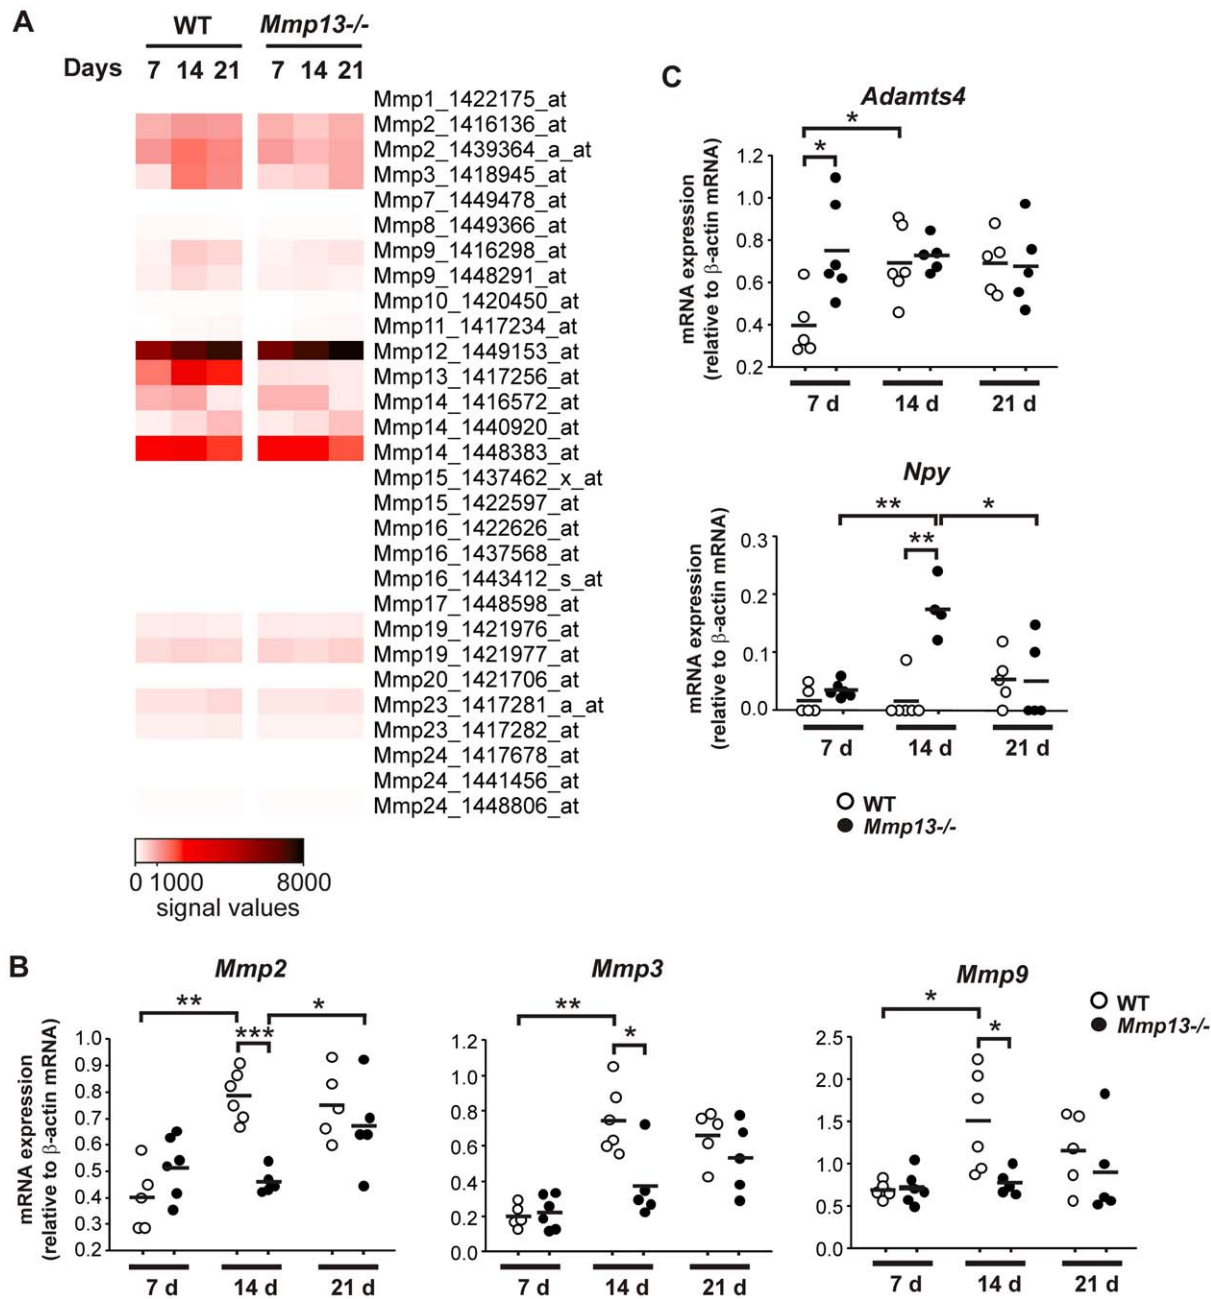 A
WT Mmp13-/-
Days 7 14 21 7 14 21
Mmp1_1422175_at
Mmp2_1416136_at
Mmp2_1439364_a_at
Mmp3_1418945_at
Mmp7_1449478_at
Mmp8_1449366_at
Mmp9_1416298_at
Mmp9_1448291_at
Mmp10_1420450_at
Mmp11_1417234_at
Mmp12_1449153_at
Mmp13_1417256_at
Mmp14_1416572_at
Mmp14_1440920_at
Mmp14_1448383_at
Mmp15_1437462_x_at
Mmp15_1422597_at
Mmp16_1422626_at
Mmp16_1437568_at
Mmp16_1443412_s_at
Mmp17_1448598_at
Mmp19_1421976_at
Mmp19_1421977_at
Mmp20_1421706_at
Mmp23_1417281_a_at
Mmp23_1417282_at
Mmp24_1417678_at
Mmp24_1441456_at
Mmp24_1448806_at
0 1000 8000
signal values
C
Adamts4
*
*
mRNA expression
(relative to β-actin mRNA)
1.2
1.0
0.8
0.6
0.4
0.2
7 d 14 d 21 d
Npy
** *
**
mRNA expression
(relative to β-actin mRNA)
0.3
0.2
0.1
0.0
7 d 14 d 21 d
WT
Mmp13-/-
B
Mmp2
** *
***
mRNA expression
(relative to β-actin mRNA)
1.0
0.9
0.8
0.7
0.6
0.5
0.4
0.3
0.2
7 d 14 d 21 d
Mmp3
**
*
1.2
1.0
0.8
0.6
0.4
0.2
0.0
7 d 14 d 21 d
Mmp9
*
*
2.5
2.0
1.5
1.0
0.5
0.0
7 d 14 d 21 d
WT
Mmp13-/-